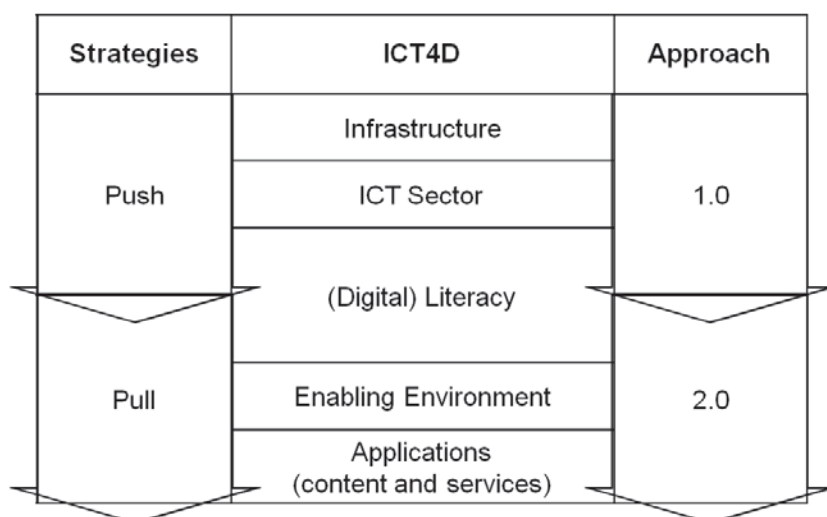 Strategies
ICT4D
Approach
Infrastructure
Push
ICT Sector
1.0
(Digital) Literacy
Pull
Enabling Environment
2.0
Applications
(content and services)